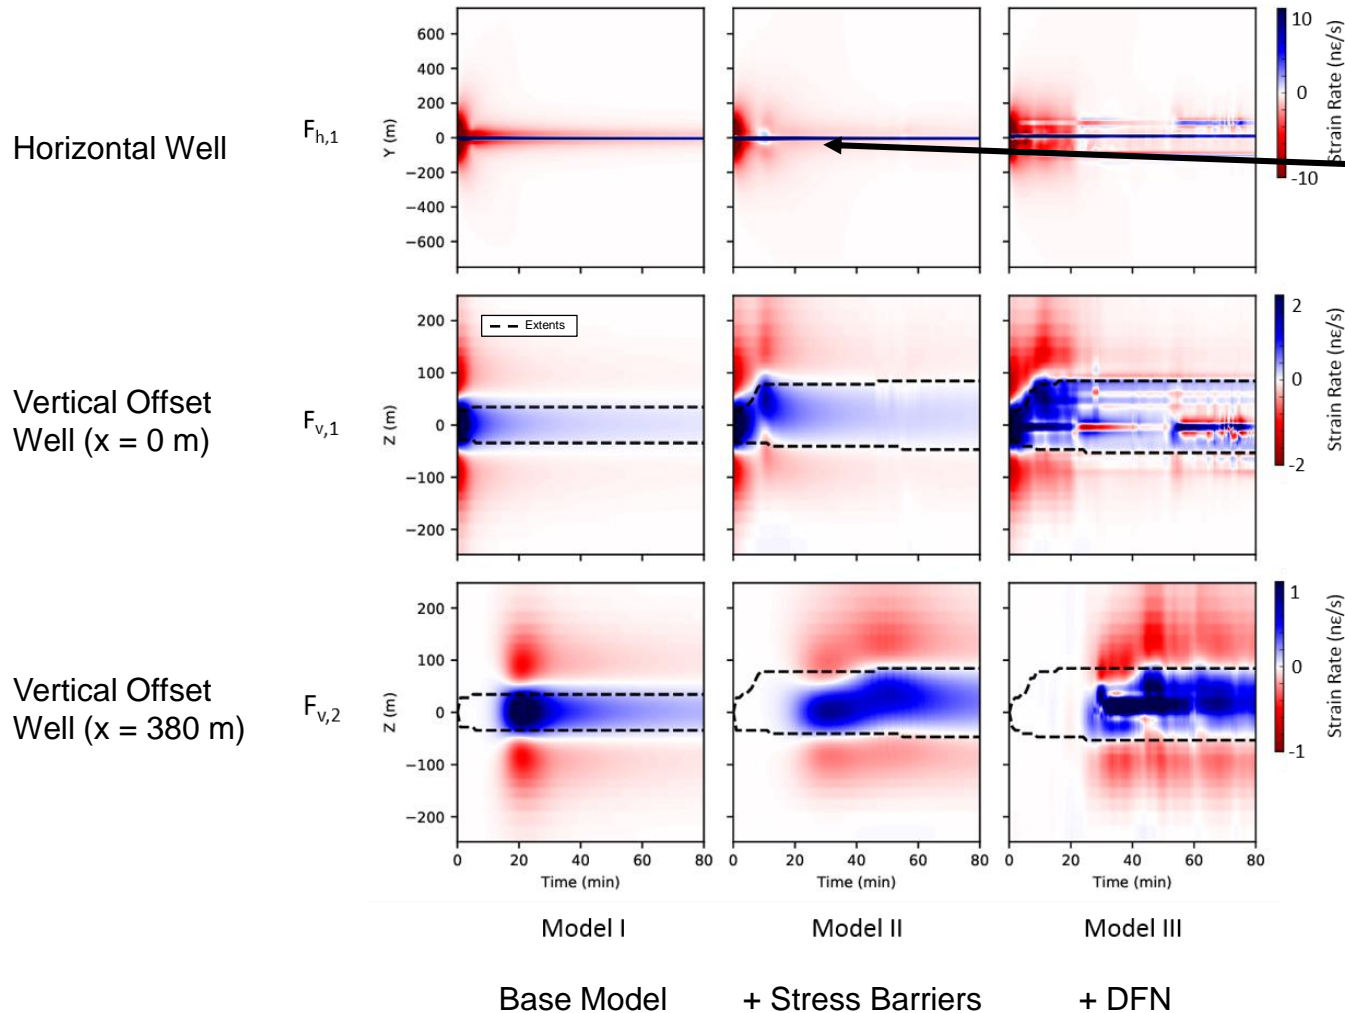 Horizontal Well
F h,1
Y (m)
600
400
200
0
−200
−400
−600
10
0
-10
Strain Rate (nε/s)
Vertical Offset
Well (x = 0 m)
F v,1
Z (m)
200
100
0
−100
−200
Extents
2
0
-2
Strain Rate (nε/s)
Vertical Offset
Well (x = 380 m)
F v,2
Z (m)
200
100
0
−100
−200
1
0
-1
Strain Rate (nε/s)
0 20 40 60 80 0 20 40 60 80 0 20 40 60 80
Time (min) Time (min) Time (min)
Model I Model II Model III
Base Model + Stress Barriers + DFN